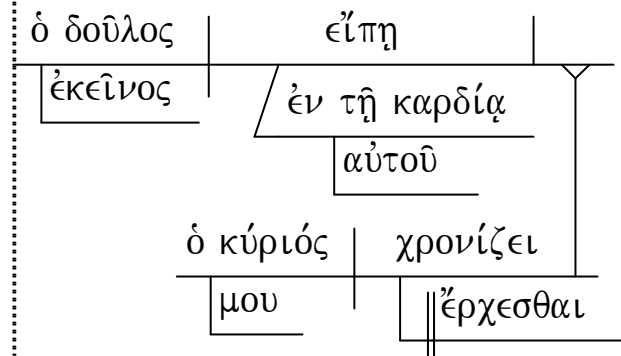 ὁ δοῦλος εἴπῃ
ἐκεῖνος ἐν τῇ καρδίᾳ
αὐτοῦ
ὁ κύριός χρονίζει
μου ἔρχεσθαι